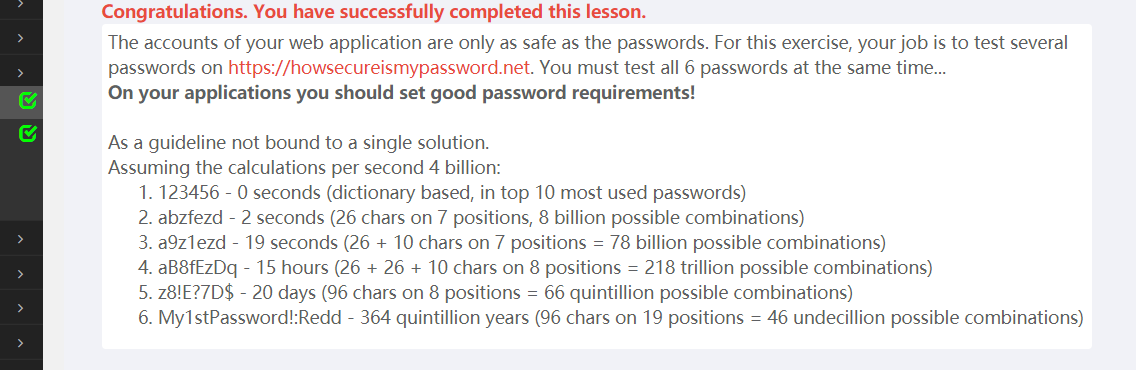 Congratulations. You have successfully completed this lesson.
The accounts of your web application are only as safe as the passwords. For this exercise, your job is to test several
passwords on https://howsecureismypassword.net. You must test all 6 passwords at the same time...
On your applications you should set good password requirements!
As a guideline not bound to a single solution.
Assuming the calculations per second 4 billion:
1. 123456 - 0 seconds (dictionary based, in top 10 most used passwords)
2. abzfezd - 2 seconds (26 chars on 7 positions, 8 billion possible combinations)
3. a9z1ezd - 19 seconds (26 + 10 chars on 7 positions = 78 billion possible combinations)
4. aB8fEzDq - 15 hours (26 + 26 + 10 chars on 8 positions = 218 trillion possible combinations)
5. z8!E?7D$ - 20 days (96 chars on 8 positions = 66 quintillion possible combinations)
6. My1stPassword!:Redd - 364 quintillion years (96 chars on 19 positions = 46 undecillion possible combinations)